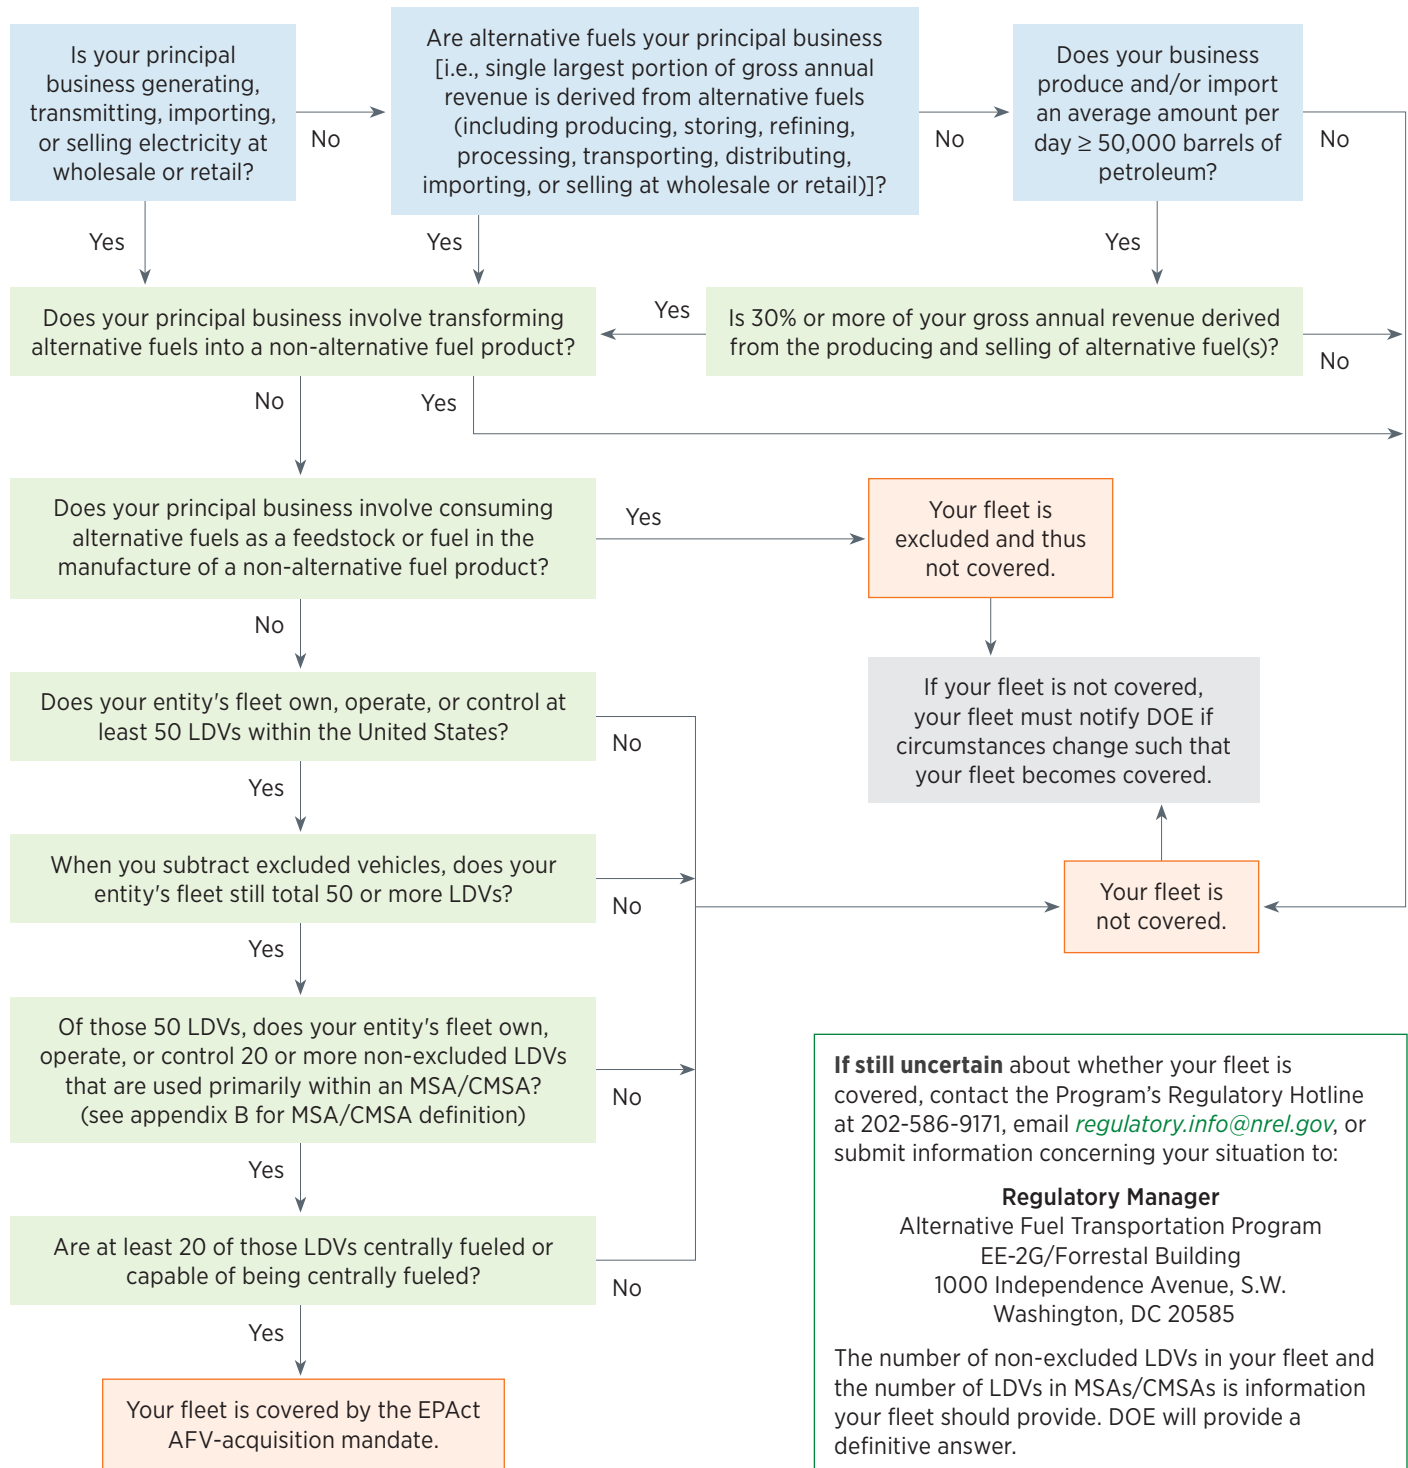 Is your principal
business generating,
transmitting, importing,
or selling electricity at
wholesale or retail?
No
Are alternative fuels your principal business
[i.e., single largest portion of gross annual
revenue is derived from alternative fuels
(including producing, storing, refining,
processing, transporting, distributing,
importing, or selling at wholesale or retail)]?
No
Does your business
produce and/or import
an average amount per
day ≥ 50,000 barrels of
petroleum?
No
Yes
Yes
Yes
Does your principal business involve transforming
alternative fuels into a non-alternative fuel product?
Yes
Is 30% or more of your gross annual revenue derived
from the producing and selling of alternative fuel(s)?
No
No
Yes
Does your principal business involve consuming
alternative fuels as a feedstock or fuel in the
manufacture of a non-alternative fuel product?
Yes
Your fleet is
excluded and thus
not covered.
No
Does your entity's fleet own, operate, or control at
least 50 LDVs within the United States?
No
If your fleet is not covered,
your fleet must notify DOE if
circumstances change such that
your fleet becomes covered.
Yes
When you subtract excluded vehicles, does your
entity's fleet still total 50 or more LDVs?
No
Your fleet is
not covered.
Yes
Of those 50 LDVs, does your entity's fleet own,
operate, or control 20 or more non-excluded LDVs
that are used primarily within an MSA/CMSA?
(see appendix B for MSA/CMSA definition)
No
Yes
Are at least 20 of those LDVs centrally fueled or
capable of being centrally fueled?
No
Yes
Your fleet is covered by the EPAct
AFV-acquisition mandate.
If still uncertain about whether your fleet is
covered, contact the Program’s Regulatory Hotline
at 202-586-9171, email regulatory.info@nrel.gov, or
submit information concerning your situation to:
Regulatory Manager
Alternative Fuel Transportation Program
EE-2G/Forrestal Building
1000 Independence Avenue, S.W.
Washington, DC 20585
The number of non-excluded LDVs in your fleet and
the number of LDVs in MSAs/CMSAs is information
your fleet should provide. DOE will provide a
definitive answer.